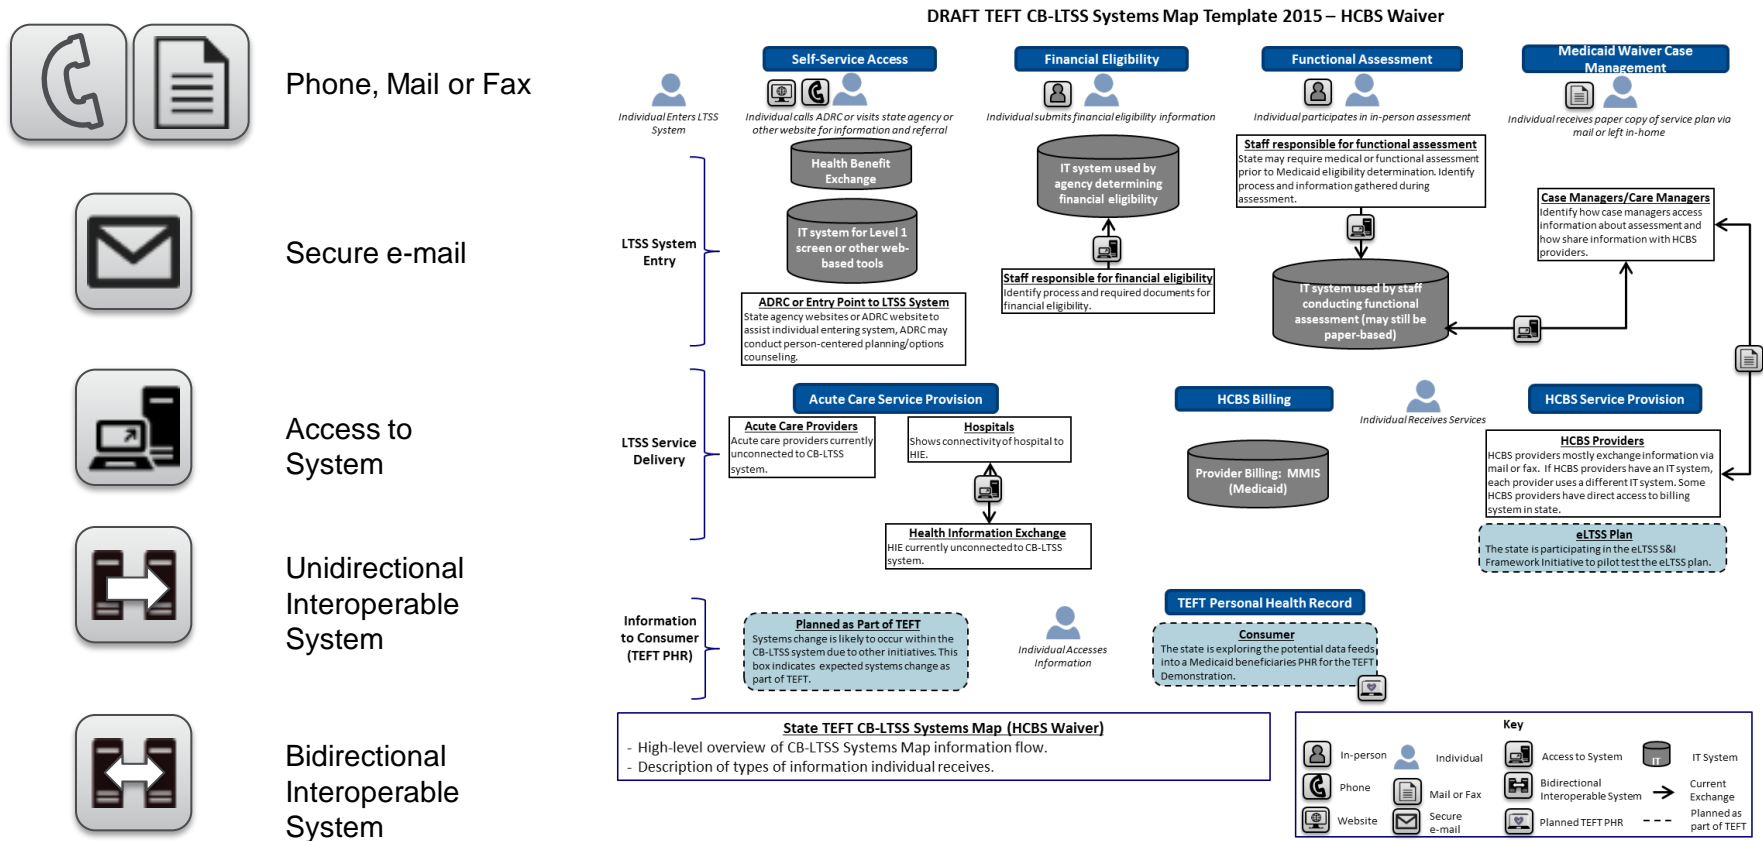 DRAFT TEFT CB-LTSS Systems Map Template 2015 – HCBS Waiver
Phone, Mail or Fax
Secure e-mail
Access to
System
Unidirectional
Interoperable
System
Bidirectional
Interoperable
System
Individual Enters LTSS
System
Self-Service Access
Individual calls ADRC or visits state agency or
other website for information and referral
Financial Eligibility
Individual submits financial eligibility information
Functional Assessment
Individual participates in in-person assessment
Medicaid Waiver Case
Management
Individual receives paper copy of service plan via
mail or left in-home
LTSS System
Entry
Health Benefit
Exchange
IT system for Level 1
screen or other web-
based tools
ADRC or Entry Point to LTSS System
State agency websites or ADRC website to
assist individual entering system, ADRC may
conduct person-centered planning/options
counseling.
IT system used by
agency determining
financial eligibility
Staff responsible for financial eligibility
Identify process and required documents for
financial eligibility.
Staff responsible for functional assessment
State may require medical or functional assessment
prior to Medicaid eligibility determination. Identify
process and information gathered during
assessment.
IT system used by staff
conducting functional
assessment (may still be
paper-based)
Case Managers/Care Managers
Identify how case managers access
information about assessment and
how share information with HCBS
providers.
LTSS Service
Delivery
Acute Care Service Provision
Acute Care Providers
Acute care providers currently
unconnected to CB-LTSS
system.
Hospitals
Shows connectivity of hospital to
HIE.
Health Information Exchange
HIE currently unconnected to CB-LTSS
system.
HCBS Billing
Provider Billing: MMIS
(Medicaid)
Individual Receives Services
HCBS Service Provision
HCBS Providers
HCBS providers mostly exchange information via
mail or fax. If HCBS providers have an IT system,
each provider uses a different IT system. Some
HCBS providers have direct access to billing
system in state.
eLTSS Plan
The state is participating in the eLTSS S&I
Framework Initiative to pilot test the eLTSS plan.
Information
to Consumer
(TEFT PHR)
Planned as Part of TEFT
Systems change is likely to occur within the
CB-LTSS system due to other initiatives. This
box indicates expected systems change as
part of TEFT.
Individual Accesses
Information
TEFT Personal Health Record
Consumer
The state is exploring the potential data feeds
into a Medicaid beneficiaries PHR for the TEFT
Demonstration.
State TEFT CB-LTSS Systems Map (HCBS Waiver)
- High-level overview of CB-LTSS Systems Map information flow.
- Description of types of information individual receives.
Key
In-person
Individual
Access to System
IT
IT System
Phone
Mail or Fax
Bidirectional
Interoperable System
Current
Exchange
Website
Secure
e-mail
Planned TEFT PHR
Planned as
part of TEFT